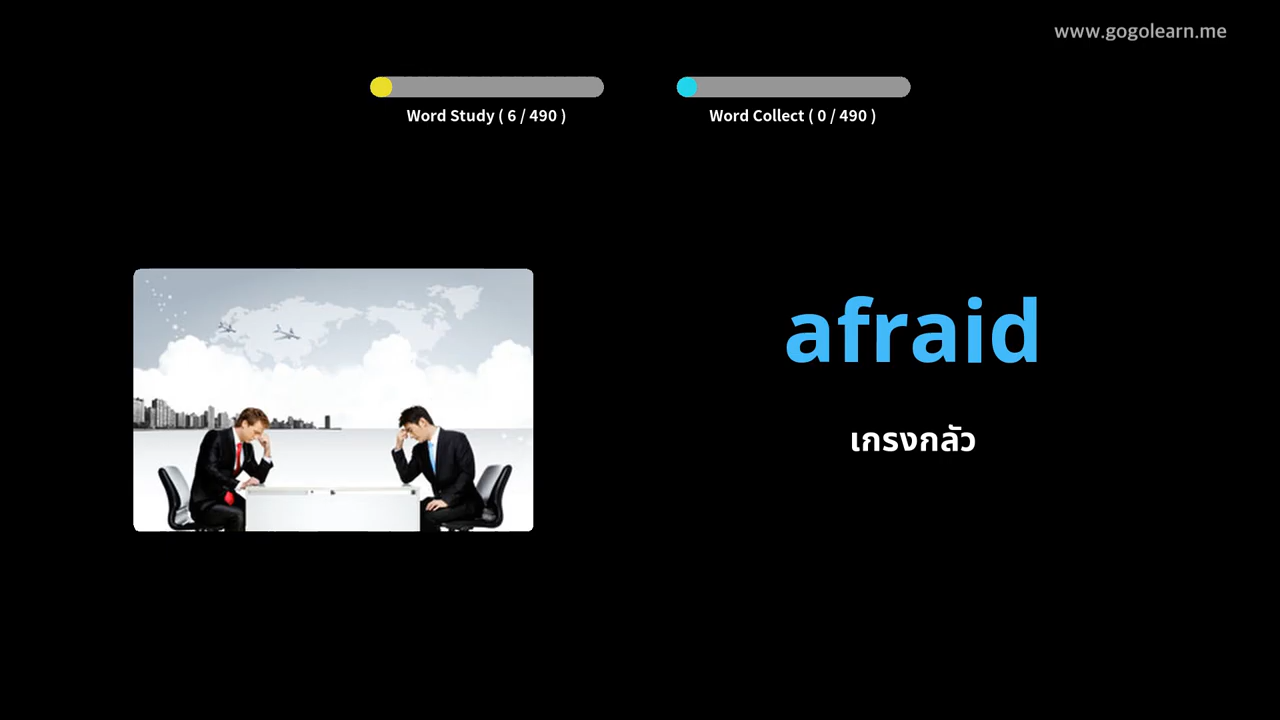 www.gogolearn.me
Word Study ( 6 / 490 )
Word Collect ( 0 / 490 )
afraid
เกรงกลัว